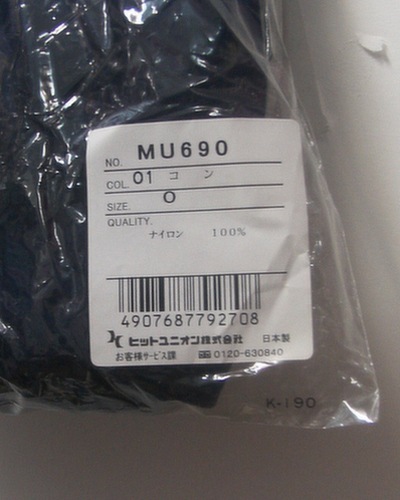 NO. MU690
COL. 01 コン
SIZE. O
QUALITY.
ナイロン 100%
4907687792708
ヒットユニオン株式会社 日本製
お客様サービス課 0120-630840
K-190